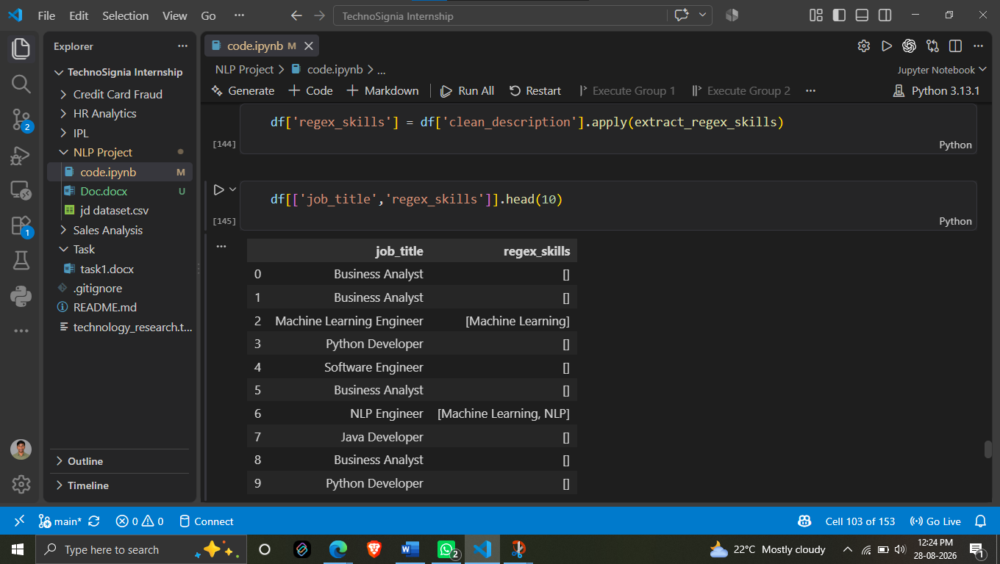 File Edit Selection View Go ··· TechnoSignia Internship
Explorer ···
TechnoSignia Internship
Credit Card Fraud
HR Analytics
IPL
NLP Project
code.ipynb M
Doc.docx U
jd dataset.csv
Sales Analysis
Task
task1.docx
.gitignore
README.md
technology_research.t...
Outline
Timeline
2
1
code.ipynb M
NLP Project > code.ipynb > ...
Jupyter Notebook
Generate + Code + Markdown Run All Restart Execute Group 1 Execute Group 2 ··· Python 3.13.1
df['regex_skills'] = df['clean_description'].apply(extract_regex_skills)
[144] Python
df[['job_title','regex_skills']].head(10)
[145] Python
job_title regex_skills
0 Business Analyst []
1 Business Analyst []
2 Machine Learning Engineer [Machine Learning]
3 Python Developer []
4 Software Engineer []
5 Business Analyst []
6 NLP Engineer [Machine Learning, NLP]
7 Java Developer []
8 Business Analyst []
9 Python Developer []
main* 0 0 Connect Cell 103 of 153 Go Live
Type here to search 2 22°C Mostly cloudy 12:24 PM
28-08-2026
1